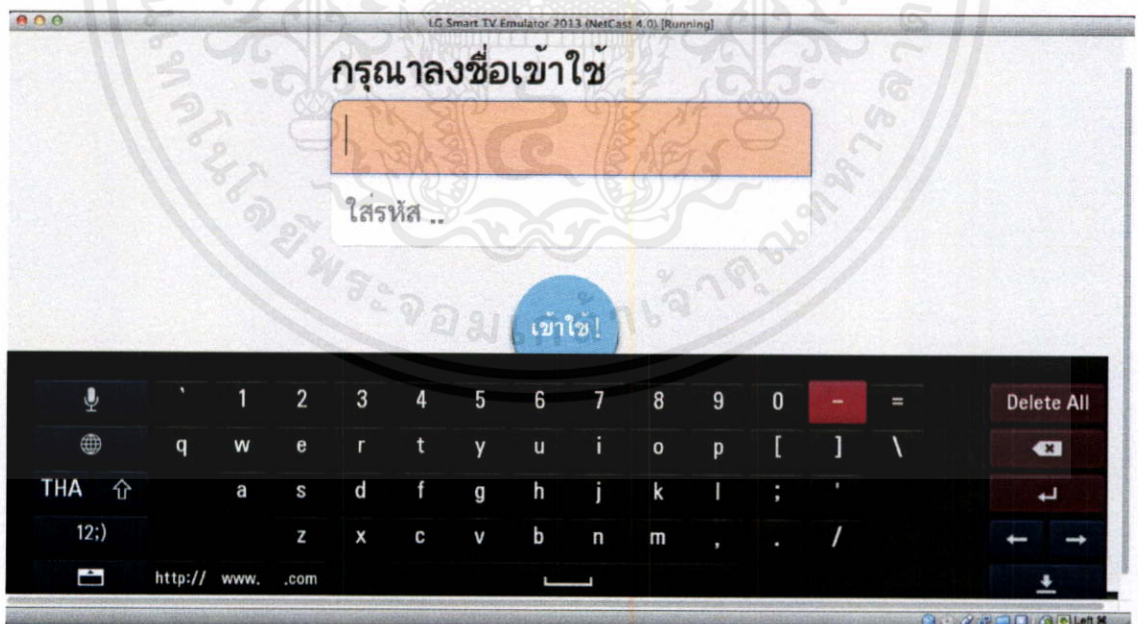 LG Smart TV Emulator 2013 (NetCast 4.0) [Running]
กรุณาลงชื่อเข้าใช้
ใส่รหัส ..
เข้าใช้ !
` 1 2 3 4 5 6 7 8 9 0 - = Delete All
q w e r t y u i o p [ ] \
THA a s d f g h j k l ; '
12;) z x c v b n m , . /
http:// www. .com
Left ⌘